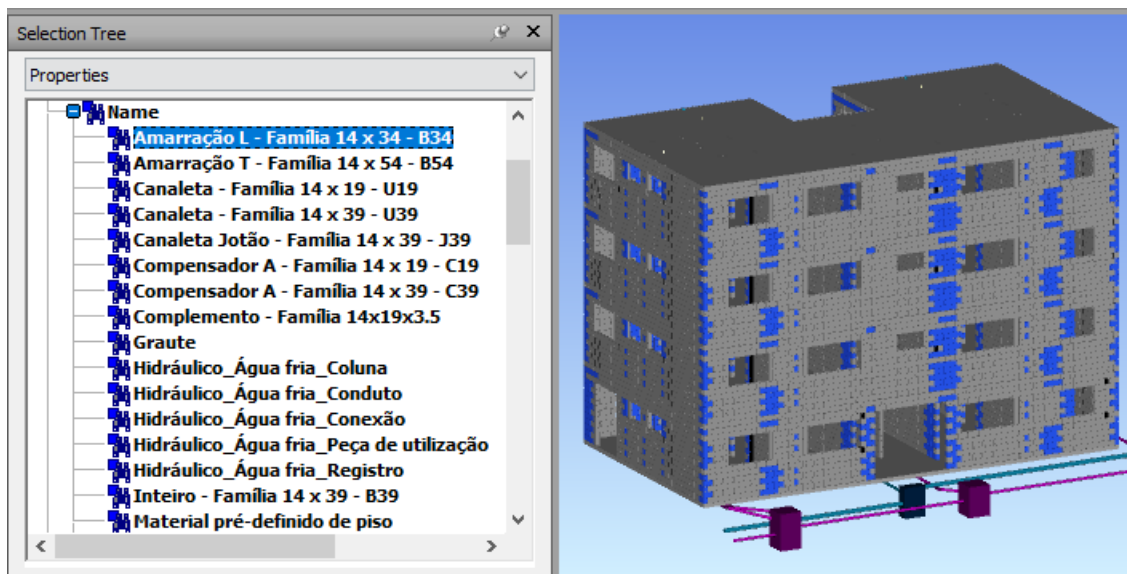 Selection Tree
Properties
Name
Amarração L - Família 14 x 34 - B34
Amarração T - Família 14 x 54 - B54
Canaleta - Família 14 x 19 - U19
Canaleta - Família 14 x 39 - U39
Canaleta Jotão - Família 14 x 39 - J39
Compensador A - Família 14 x 19 - C19
Compensador A - Família 14 x 39 - C39
Complemento - Família 14x19x3.5
Graute
Hidráulico_Água fria_Coluna
Hidráulico_Água fria_Conduto
Hidráulico_Água fria_Conexão
Hidráulico_Água fria_Peça de utilização
Hidráulico_Água fria_Registro
Inteiro - Família 14 x 39 - B39
Material pré-definido de piso